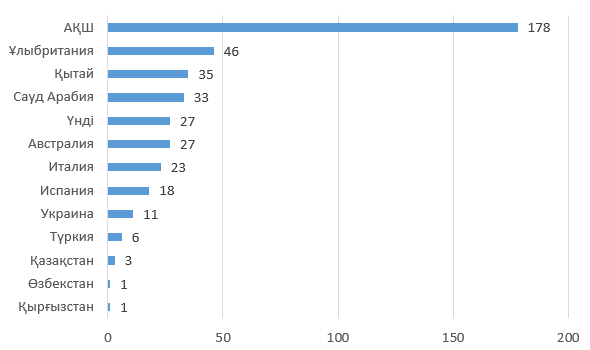 АҚШ 178
Ұлыбритания 46
Қытай 35
Сауд Арабия 33
Үнді 27
Австралия 27
Италия 23
Испания 18
Украина 11
Түркия 6
Қазақстан 3
Өзбекстан 1
Қырғызстан 1
0 50 100 150 200